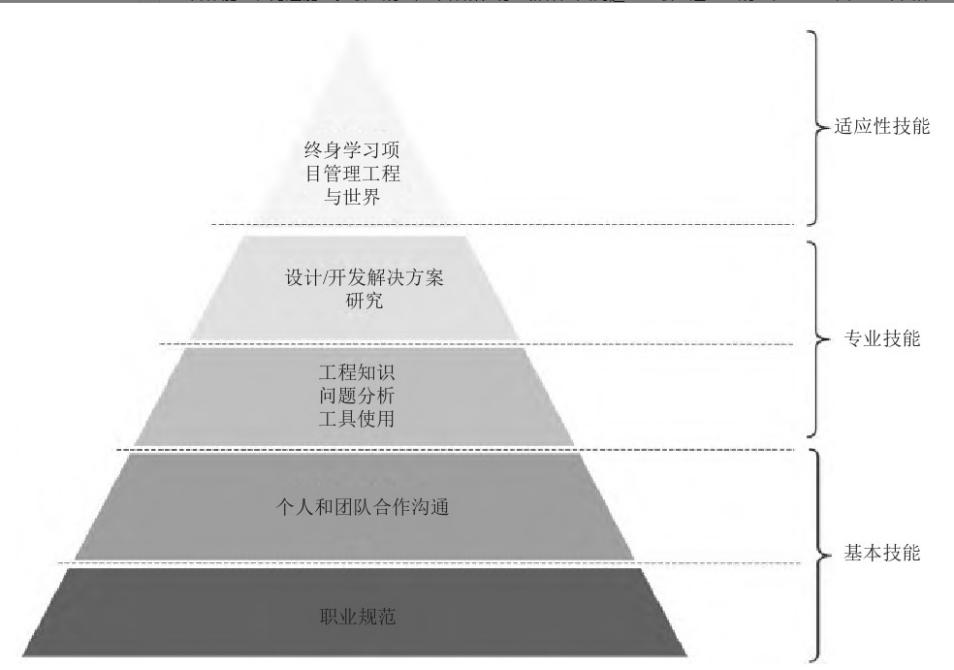 终身学习项
目管理工程
与世界
适应性技能
设计/开发解决方案
研究
专业技能
工程知识
问题分析
工具使用
个人和团队合作沟通
基本技能
职业规范